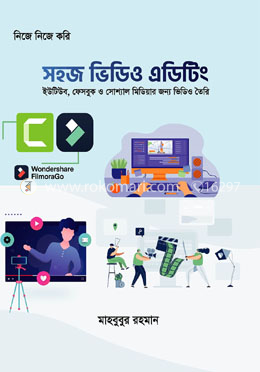 নিজে নিজে করি
সহজ ভিডিও এডিটিং
ইউটিউব, ফেসবুক ও সোশ্যাল মিডিয়ার জন্য ভিডিও তৈরি
Wondershare
FilmoraGo
মাহবুবুর রহমান